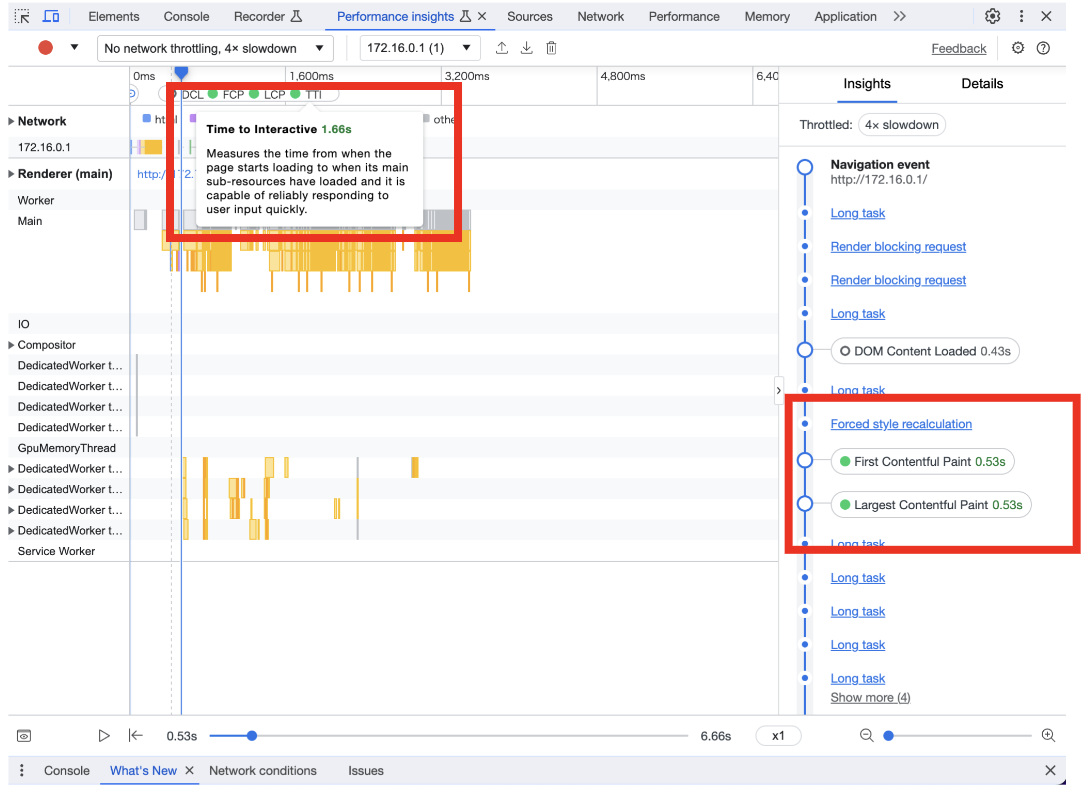 Elements Console Recorder Performance insights Sources Network Performance Memory Application
No network throttling, 4× slowdown 172.16.0.1 (1) Feedback
0ms 1,600ms 3,200ms 4,800ms 6,40
DCL FCP LCP TTI
Network
172.16.0.1
Renderer (main) http://172.
Worker
Main
IO
Compositor
DedicatedWorker t...
DedicatedWorker t...
DedicatedWorker t...
DedicatedWorker t...
GpuMemoryThread
DedicatedWorker t...
DedicatedWorker t...
DedicatedWorker t...
DedicatedWorker t...
Service Worker
Time to Interactive 1.66s
Measures the time from when the
page starts loading to when its main
sub-resources have loaded and it is
capable of reliably responding to
user input quickly.
Insights Details
Throttled: 4× slowdown
Navigation event
http://172.16.0.1/
Long task
Render blocking request
Render blocking request
Long task
DOM Content Loaded 0.43s
Long task
Forced style recalculation
First Contentful Paint 0.53s
Largest Contentful Paint 0.53s
Long task
Long task
Long task
Long task
Long task
Show more (4)
0.53s 6.66s x1
Console What's New Network conditions Issues